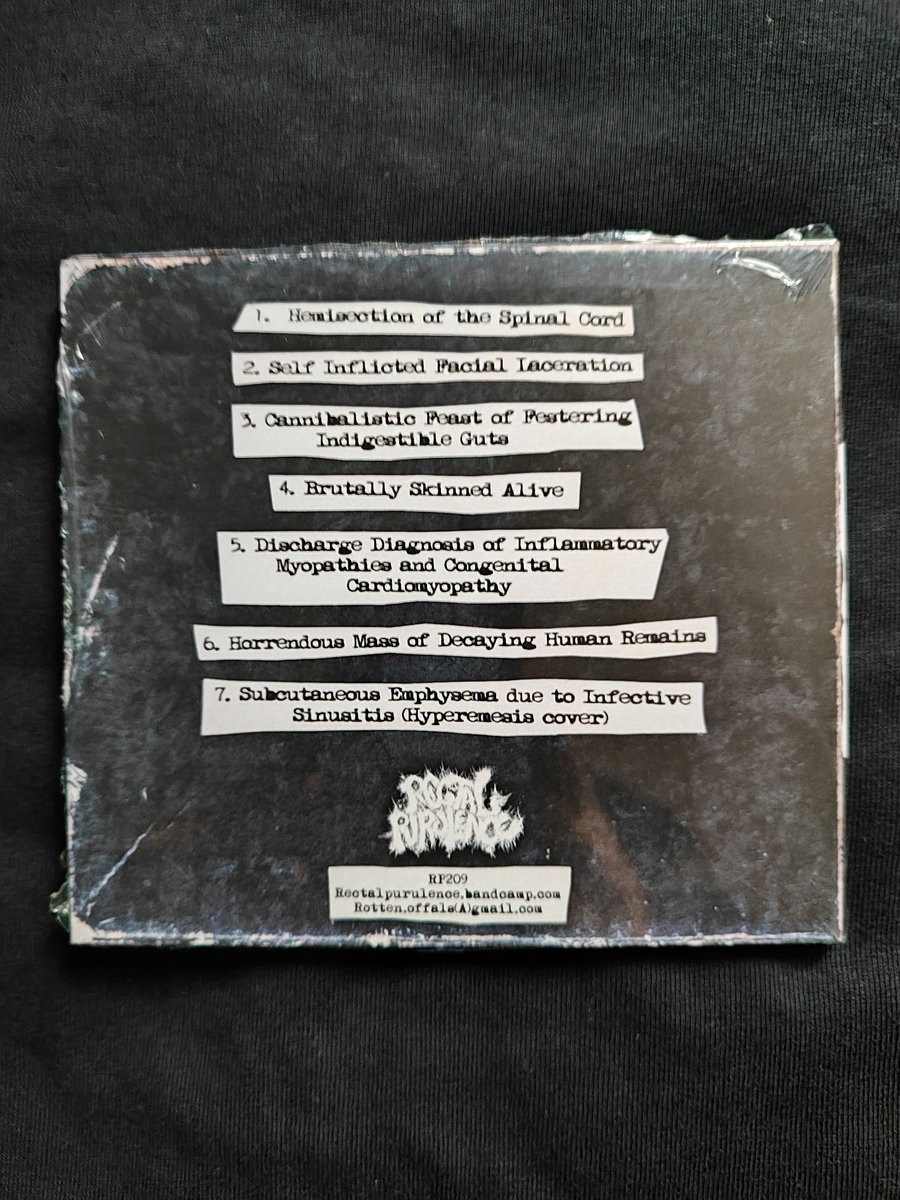 1. Hemisection of the Spinal Cord
2. Self Inflicted Facial Laceration
3. Cannibalistic Feast of Festering
Indigestible Guts
4. Brutally Skinned Alive
5. Discharge Diagnosis of Inflammatory
Myopathies and Congenital
Cardiomyopathy
6. Horrendous Mass of Decaying Human Remains
7. Subcutaneous Emphysema due to Infective
Sinusitis (Hyperemesis cover)
RECTAL
PURULENCE
RP209
Rectalpurulence.bandcamp.com
Rotten.offals(A)gmail.com